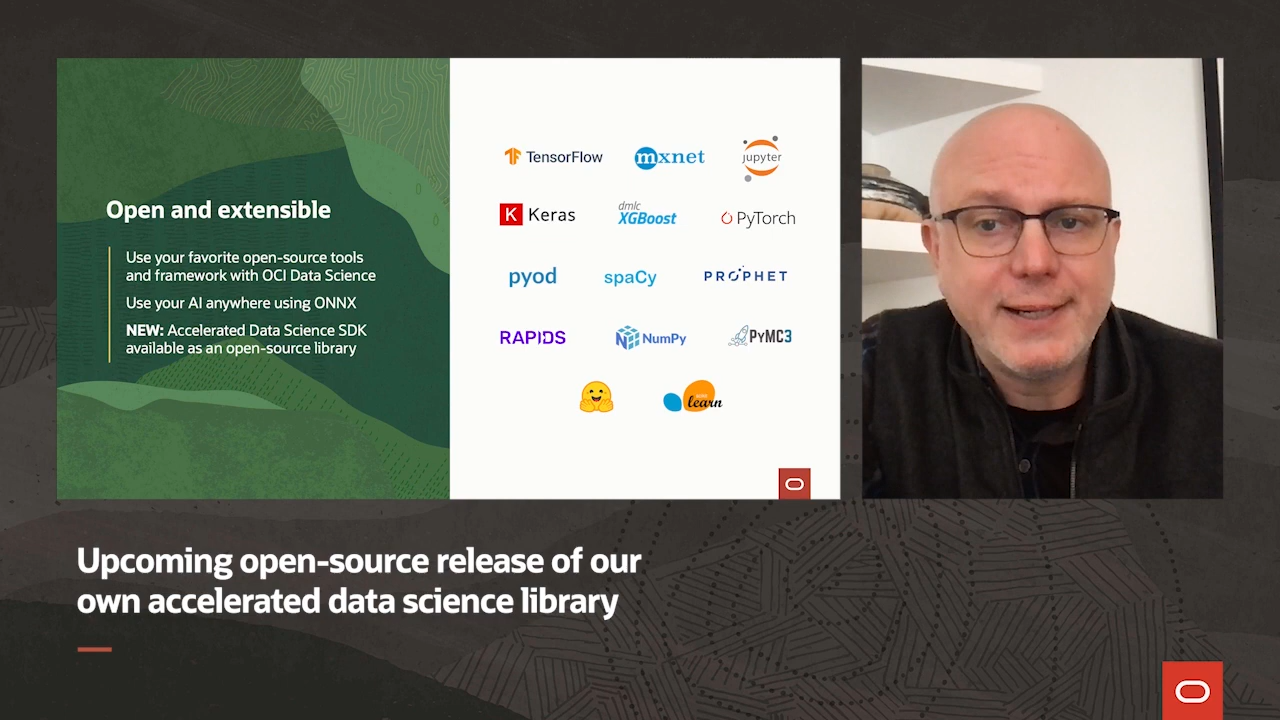 Open and extensible
Use your favorite open-source tools
and framework with OCI Data Science
Use your AI anywhere using ONNX
NEW: Accelerated Data Science SDK
available as an open-source library
TensorFlow
mxnet
jupyter
K Keras
dmlc
XGBoost
PyTorch
pyod
spaCy
PROPHET
RAPIDS
NumPy
PyMC3
learn
Upcoming open-source release of our
own accelerated data science library